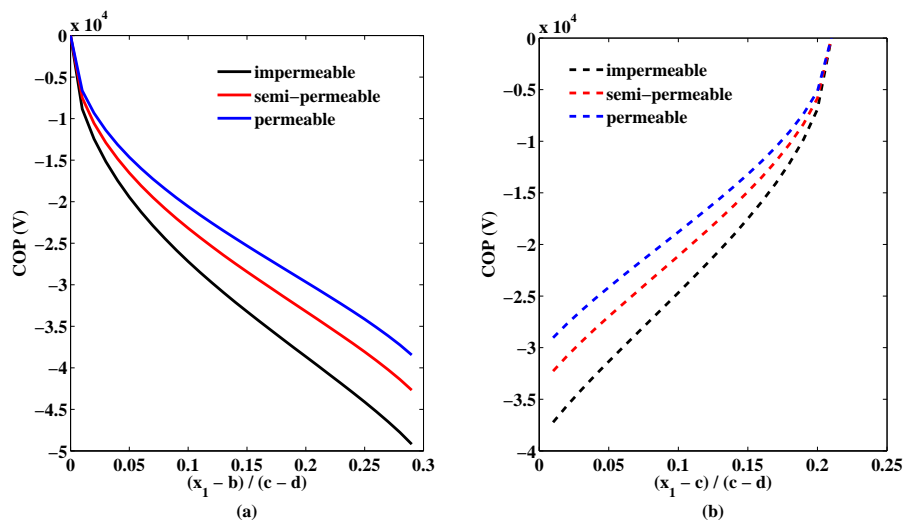 x 10^4
0
−0.5
−1
−1.5
−2
−2.5
−3
−3.5
−4
−4.5
−5
COP (V)
impermeable
semi−permeable
permeable
0 0.05 0.1 0.15 0.2 0.25 0.3
(x_1 − b) / (c − d)
(a)
x 10^4
0
−0.5
−1
−1.5
−2
−2.5
−3
−3.5
−4
COP (V)
impermeable
semi−permeable
permeable
0 0.05 0.1 0.15 0.2 0.25
(x_1 − c) / (c − d)
(b)